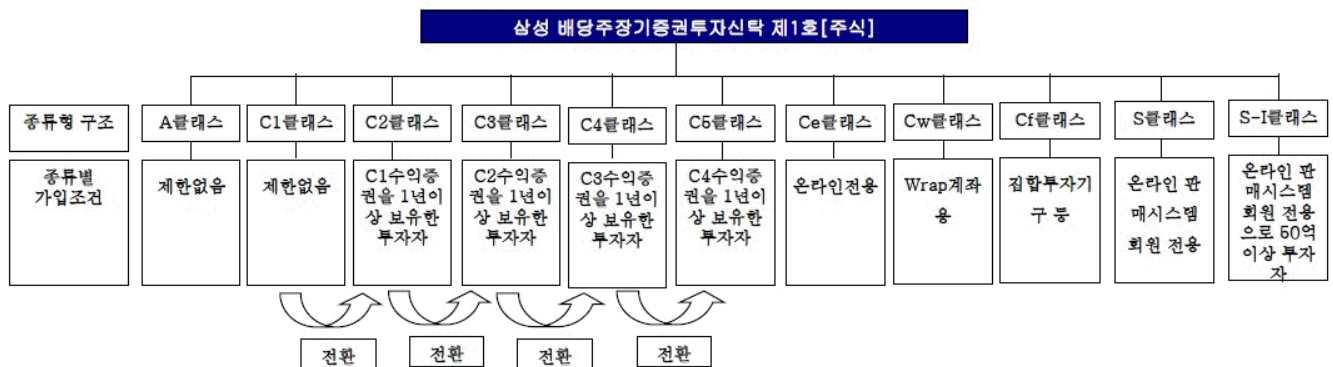 삼성 배당주장기증권투자신탁 제1호[주식]
종류형 구조
A클래스
C1클래스
C2클래스
C3클래스
C4클래스
C5클래스
Ce클래스
Cw클래스
Cf클래스
S클래스
S-I클래스
종류별
가입조건
제한없음
제한없음
C1수익증
권을 1년이
상 보유한
투자자
C2수익증
권을 1년이
상 보유한
투자자
C3수익증
권을 1년이
상 보유한
투자자
C4수익증
권을 1년이
상 보유한
투자자
온라인전용
Wrap계좌
용
집합투자기
구 등
온라인 판
매시스템
회원 전용
온라인 판
매시스템
회원 전용
으로 50억
이상 투자
자
전환
전환
전환
전환